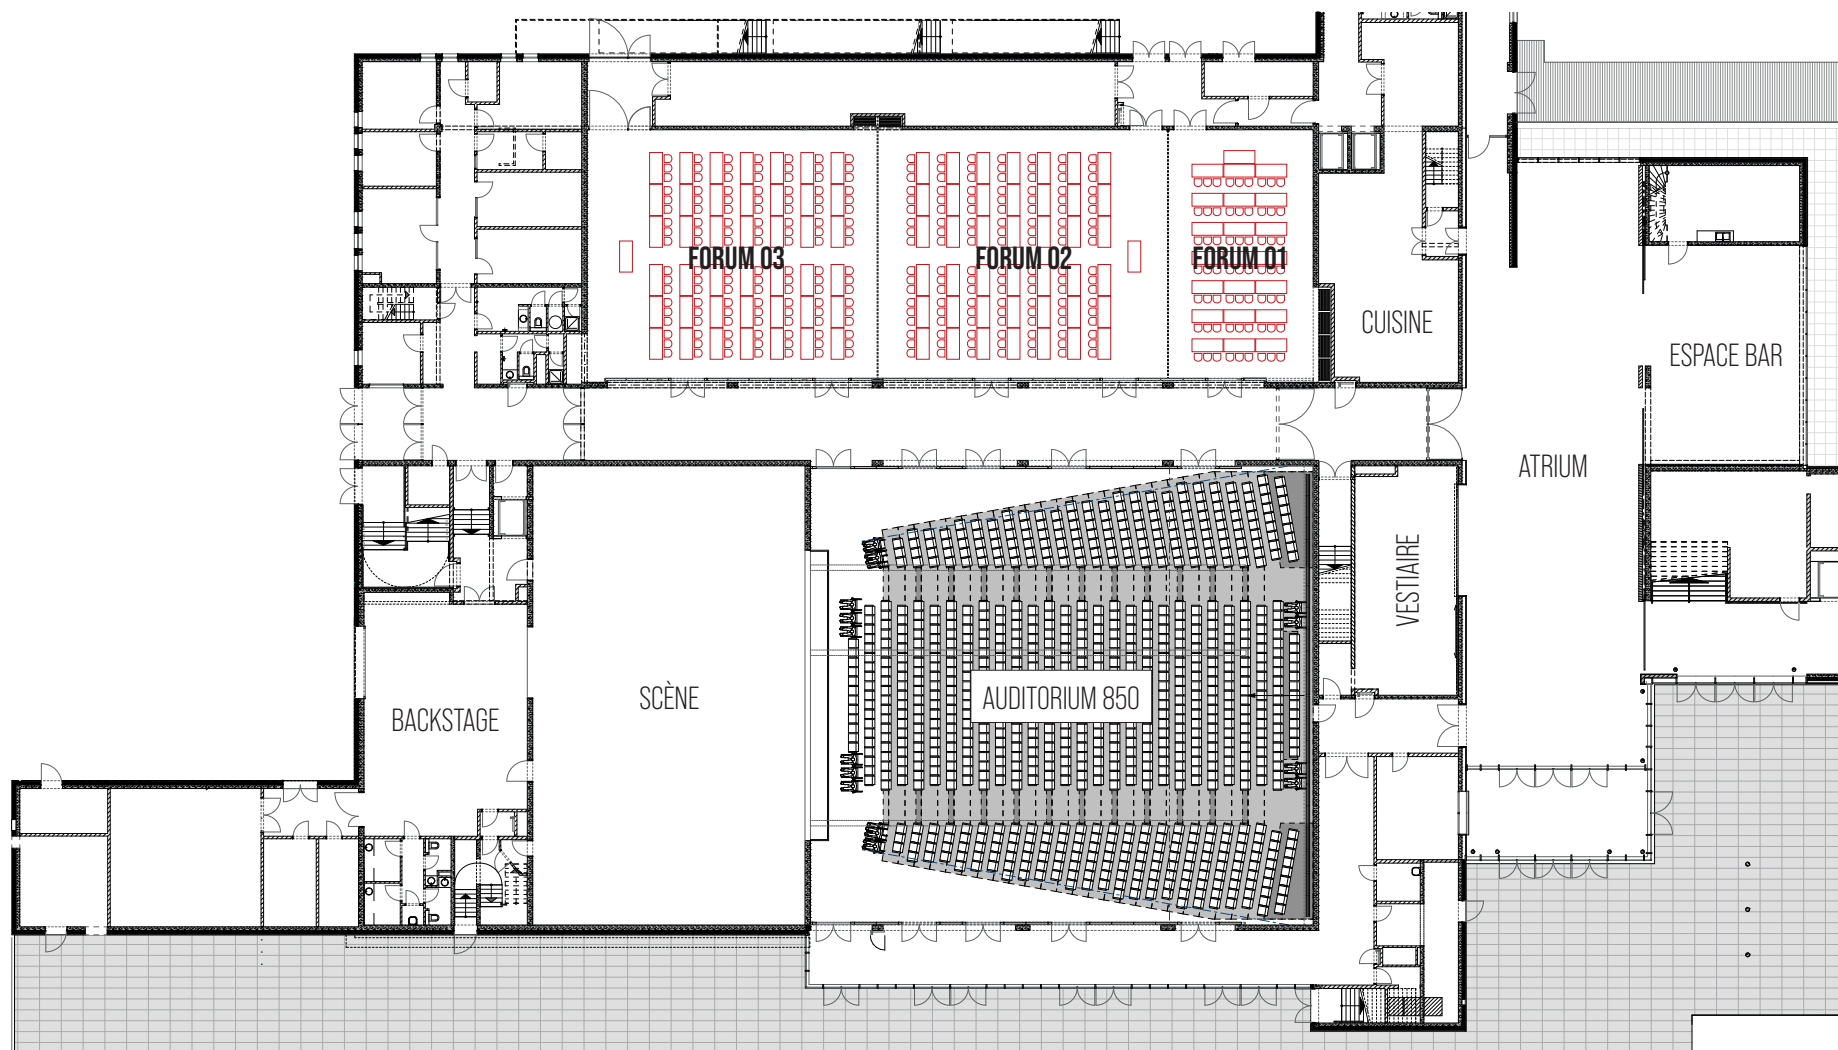 FORUM 03
FORUM 02
FORUM 01
CUISINE
ESPACE BAR
ATRIUM
VESTIAIRE
SCÈNE
AUDITORIUM 850
BACKSTAGE